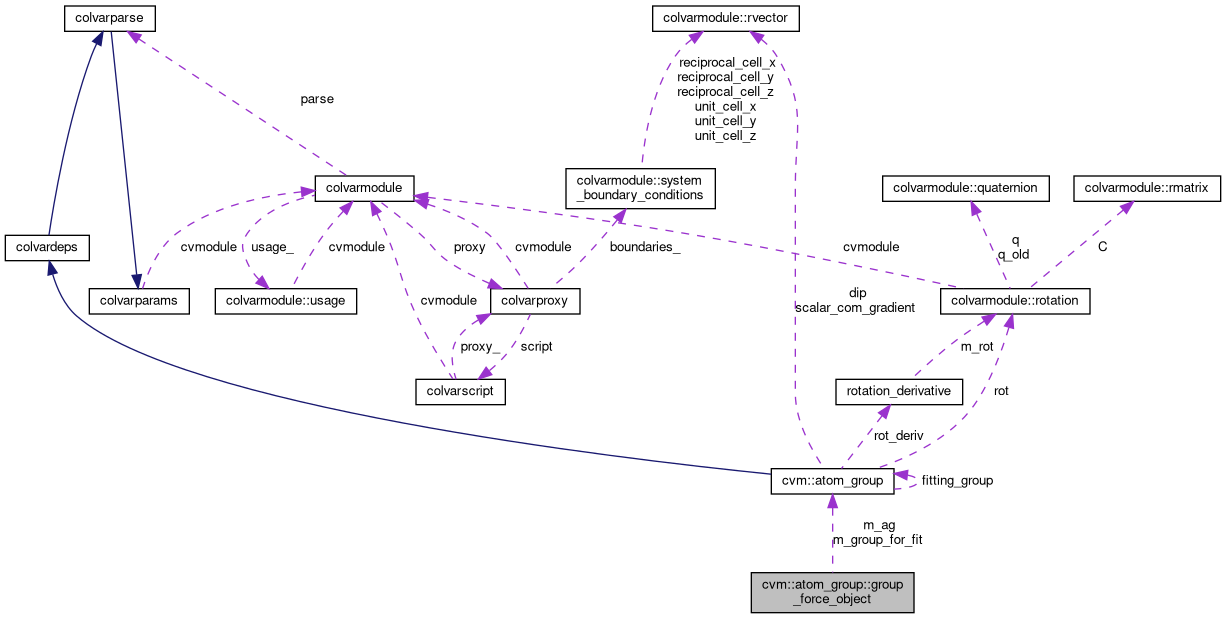 colvarparse
colvarmodule::rvector
reciprocal_cell_x
reciprocal_cell_y
reciprocal_cell_z
unit_cell_x
unit_cell_y
unit_cell_z
parse
colvarmodule
colvarmodule::system
_boundary_conditions
colvarmodule::quaternion
colvarmodule::rmatrix
colvardeps
cvmodule
usage_
cvmodule
proxy
cvmodule
boundaries_
cvmodule
q
q_old
C
colvarparams
colvarmodule::usage
cvmodule
colvarproxy
dip
scalar_com_gradient
colvarmodule::rotation
proxy_
script
m_rot
colvarscript
rotation_derivative
rot
rot_deriv
cvm::atom_group
fitting_group
m_ag
m_group_for_fit
cvm::atom_group::group
_force_object